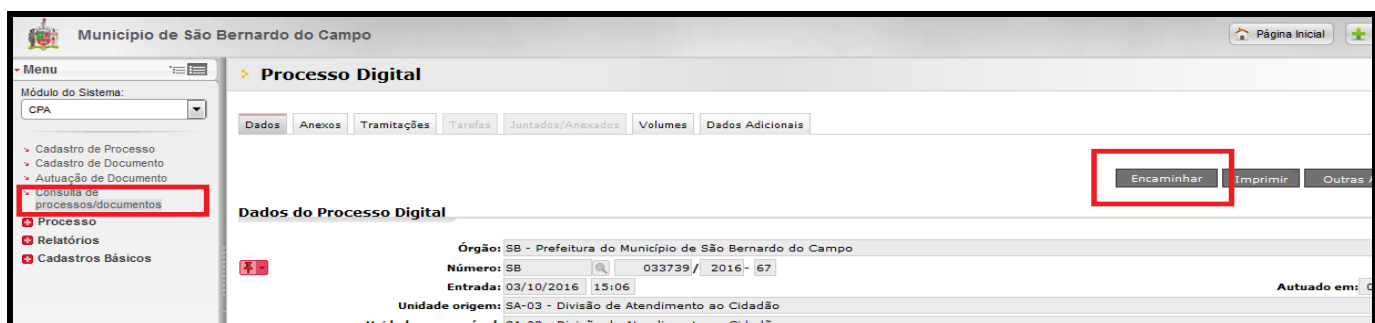 Município de São Bernardo do Campo
Página Inicial
Menu
Processo Digital
Módulo do Sistema:
CPA
Dados Anexos Tramitações Tarefas Juntados/Anexados Volumes Dados Adicionais
Cadastro de Processo
Cadastro de Documento
Autuação de Documento
Consulta de
processos/documentos
Processo
Relatórios
Cadastros Básicos
Encaminhar Imprimir Outras
Dados do Processo Digital
Órgão: SB - Prefeitura do Município de São Bernardo do Campo
Número: SB 033739 / 2016 - 67
Entrada: 03/10/2016 15:06 Autuado em:
Unidade origem: SA-03 - Divisão de Atendimento ao Cidadão